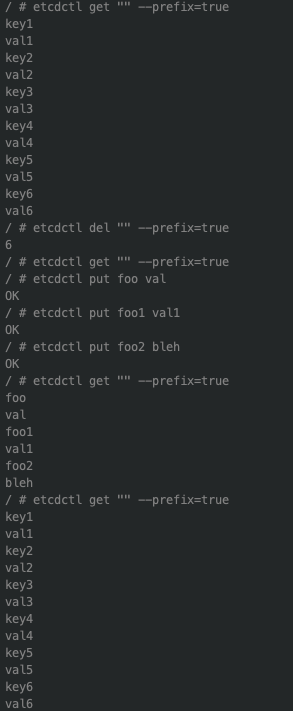 / # etcdctl get "" --prefix=true
key1
val1
key2
val2
key3
val3
key4
val4
key5
val5
key6
val6
/ # etcdctl del "" --prefix=true
6
/ # etcdctl get "" --prefix=true
/ # etcdctl put foo val
OK
/ # etcdctl put foo1 val1
OK
/ # etcdctl put foo2 bleh
OK
/ # etcdctl get "" --prefix=true
foo
val
foo1
val1
foo2
bleh
/ # etcdctl get "" --prefix=true
key1
val1
key2
val2
key3
val3
key4
val4
key5
val5
key6
val6